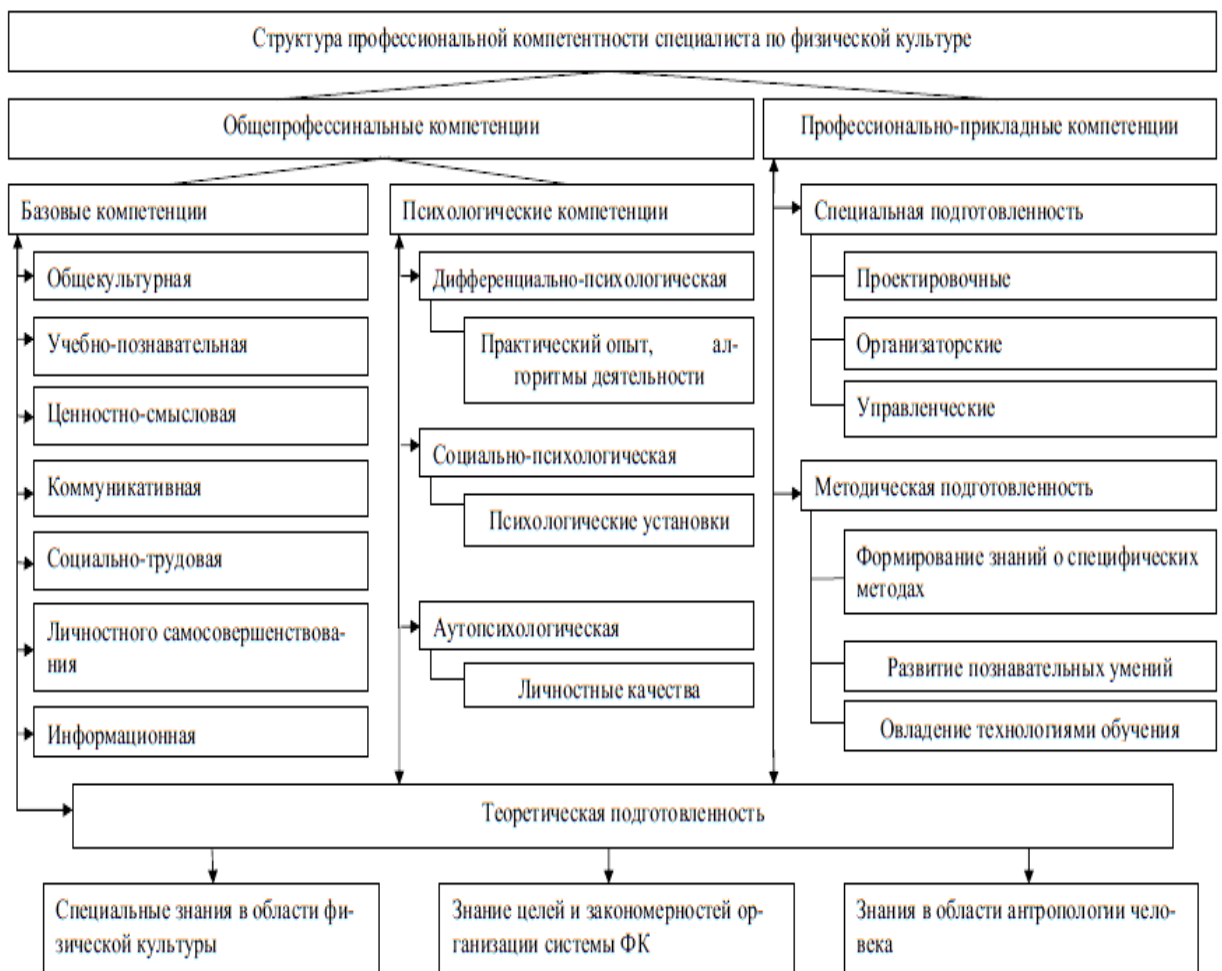 Структура профессиональной компетентности специалиста по физической культуре
Общепрофессинальные компетенции
Профессионально-прикладные компетенции
Базовые компетенции
Общекультурная
Учебно-познавательная
Ценностно-смысловая
Коммуникативная
Социально-трудовая
Личностного самосовершенствова-
ния
Информационная
Психологические компетенции
Дифференциально-психологическая
Практический опыт, ал-
горитмы деятельности
Социально-психологическая
Психологические установки
Аутопсихологическая
Личностные качества
Специальная подготовленность
Проектировочные
Организаторские
Управленческие
Методическая подготовленность
Формирование знаний о специфических
методах
Развитие познавательных умений
Овладение технологиями обучения
Теоретическая подготовленность
Специальные знания в области фи-
зической культуры
Знание целей и закономерностей ор-
ганизации системы ФК
Знания в области антропологии чело-
века